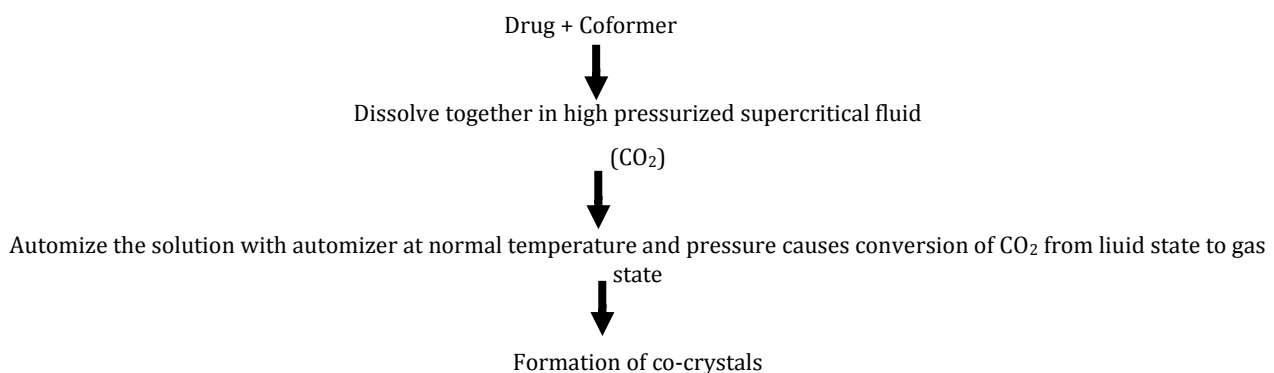 Drug + Coformer
Dissolve together in high pressurized supercritical fluid
(CO₂)
Automize the solution with automizer at normal temperature and pressure causes conversion of CO₂ from liuid state to gas
state
Formation of co-crystals